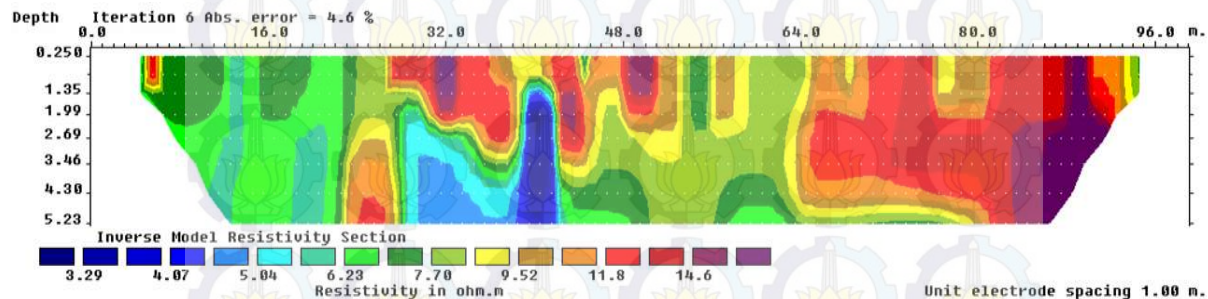 Depth Iteration 6 Abs. error = 4.6 %
0.0 16.0 32.0 48.0 64.0 80.0 96.0 m.
0.250
1.35
1.99
2.69
3.46
4.30
5.23
Inverse Model Resistivity Section
3.29 4.07 5.04 6.23 7.70 9.52 11.8 14.6
Resistivity in ohm.m Unit electrode spacing 1.00 m.